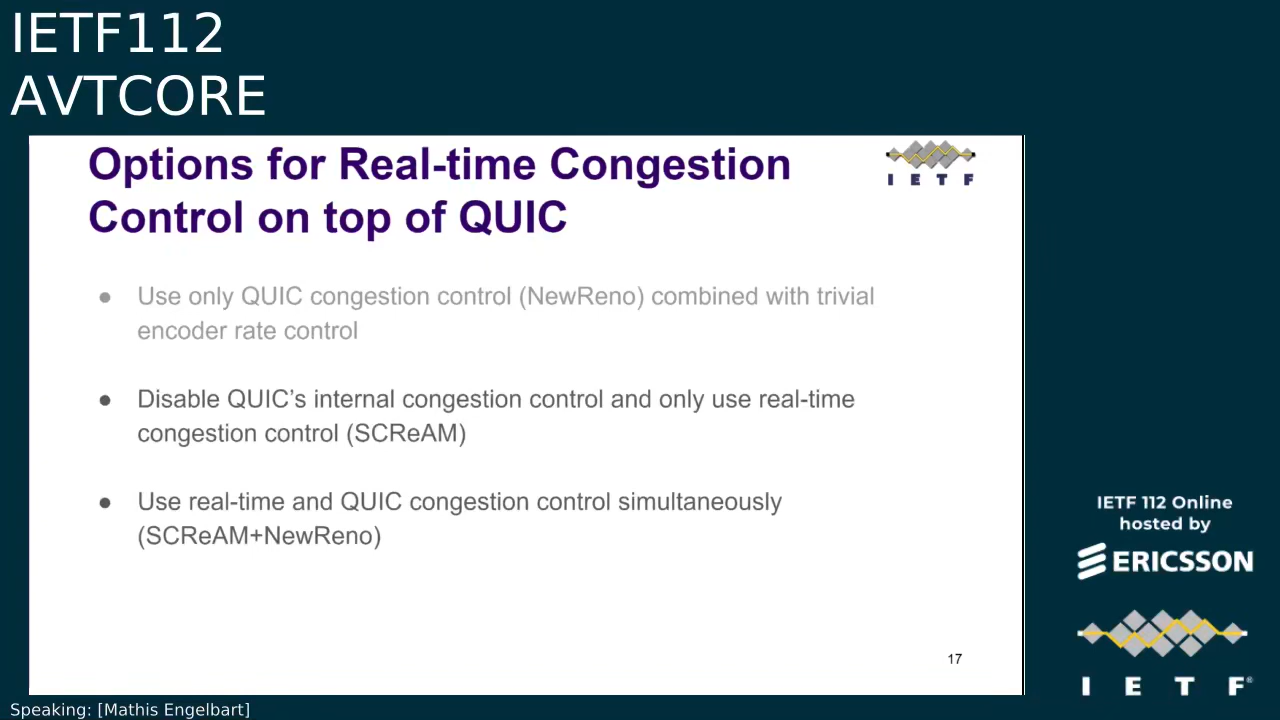 IETF112
AVTCORE
Options for Real-time Congestion
Control on top of QUIC
I E T F
● Use only QUIC congestion control (NewReno) combined with trivial
encoder rate control
● Disable QUIC’s internal congestion control and only use real-time
congestion control (SCReAM)
● Use real-time and QUIC congestion control simultaneously
(SCReAM+NewReno)
17
IETF 112 Online
hosted by
ERICSSON
I E T F®
Speaking: [Mathis Engelbart]